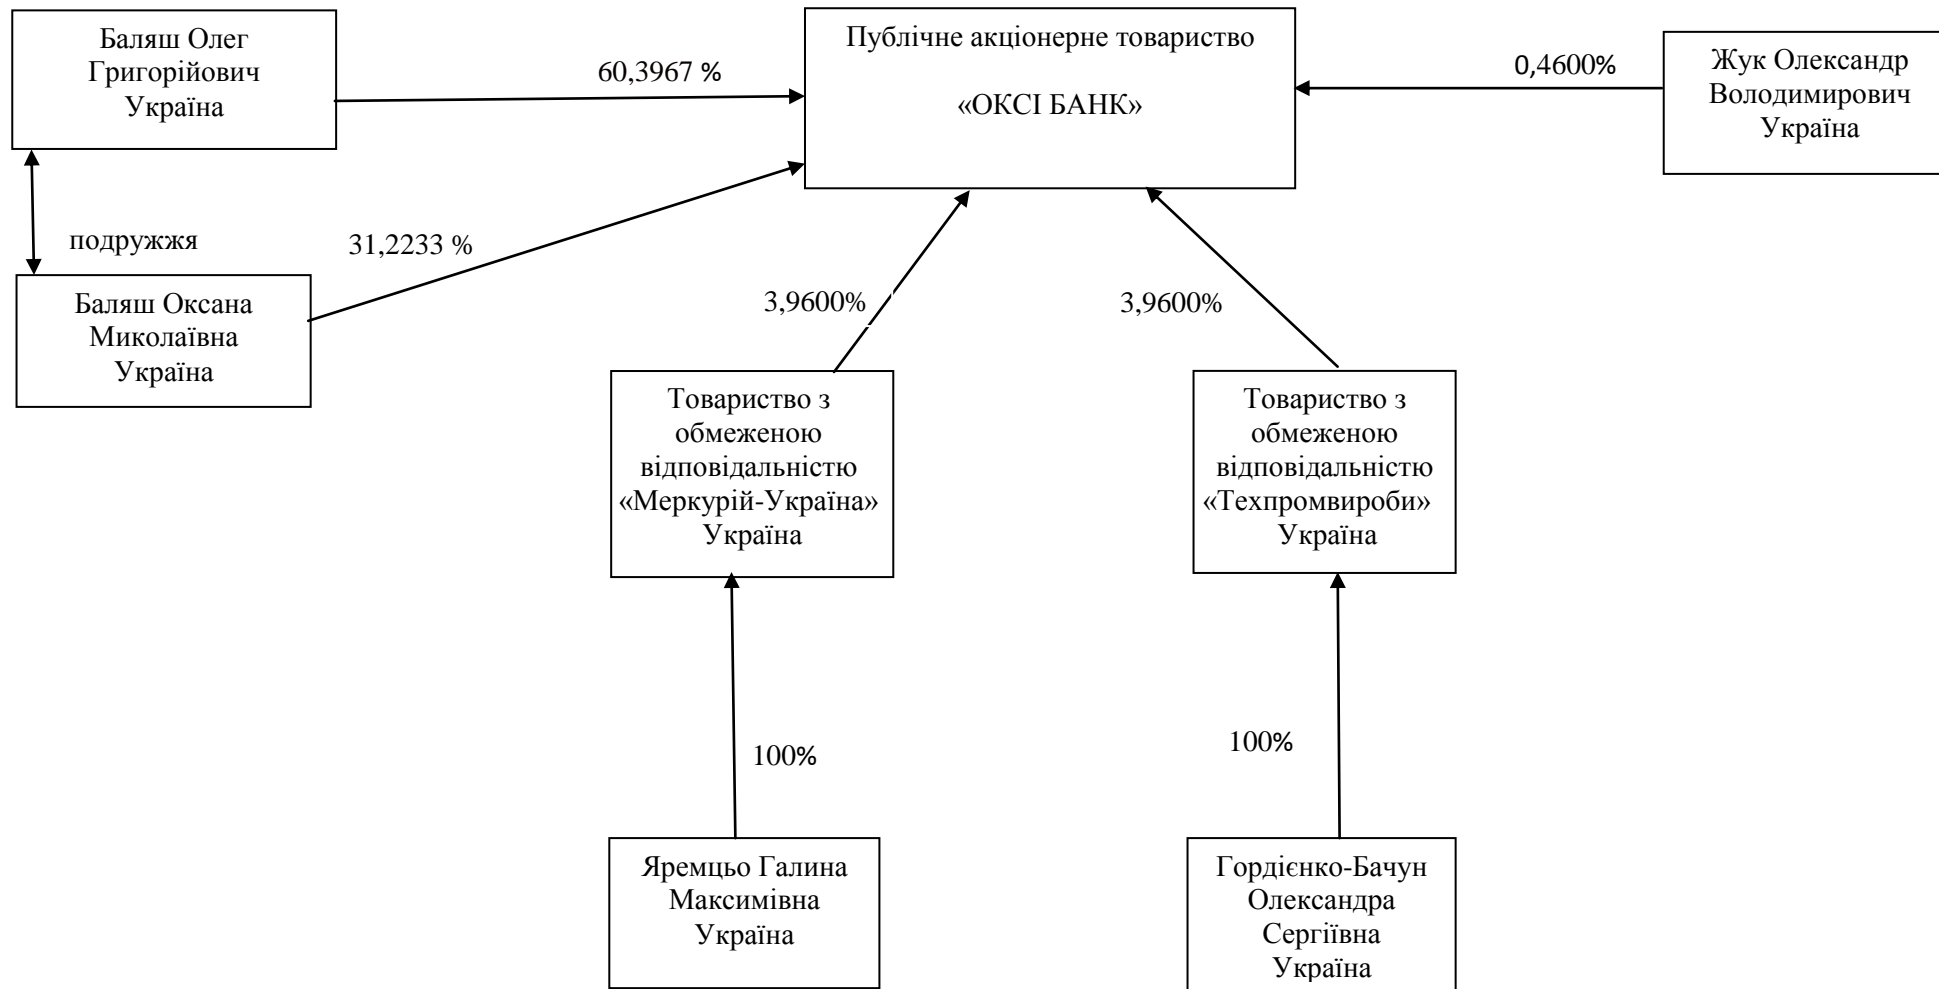 Баляш Олег
Григорійович
Україна
60,3967 %
Публічне акціонерне товариство
«ОКСІ БАНК»
0,4600%
Жук Олександр
Володимирович
Україна
подружжя
31,2233 %
Баляш Оксана
Миколаївна
Україна
3,9600%
3,9600%
Товариство з
обмеженою
відповідальністю
«Меркурій-Україна»
Україна
Товариство з
обмеженою
відповідальністю
«Техпромвироби»
Україна
100%
100%
Яремцьо Галина
Максимівна
Україна
Гордієнко-Бачун
Олександра
Сергіївна
Україна